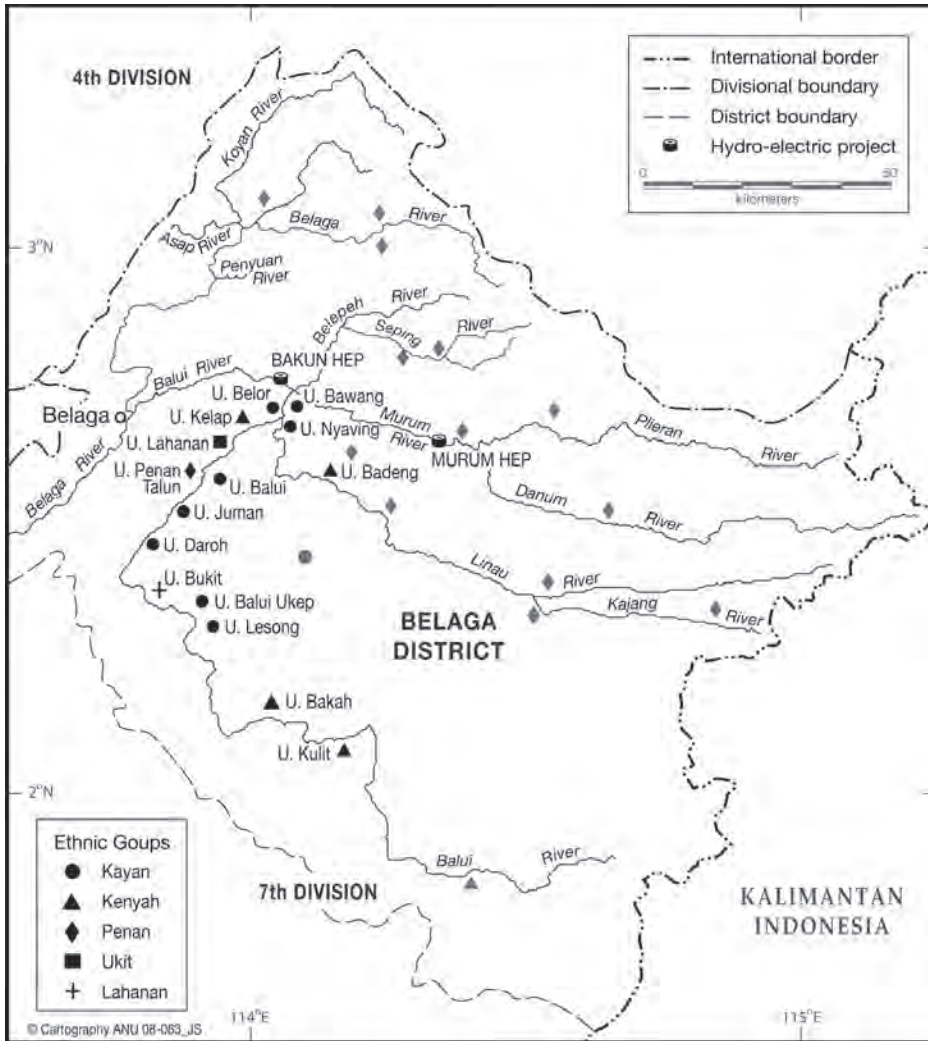 4th DIVISION
International border
Divisional boundary
District boundary
Hydro-electric project
0
50
kilometers
Koyan River
Asap River
Belaga River
3°N
Penyuan
River
Belepeh River
Seping River
BAKUN HEP
Balui River
U. Belor
U. Bawang
Belaga
U. Kelap
Murum
River
U. Nyaving
U. Lahanan
MURUM HEP
Plieran
River
U. Penan
Talun
U. Badeng
U. Balui
Danum
River
Belaga River
U. Juman
U. Daroh
Linau
River
U. Bukit
Kajang
River
U. Balui Ukep
U. Lesong
BELAGA
DISTRICT
U. Bakah
U. Kulit
2°N
Ethnic Goups
Kayan
Kenyah
Penan
Ukit
Lahanan
Balui River
7th DIVISION
KALIMANTAN
INDONESIA
© Cartography ANU 08-063_JS
114°E
115°E